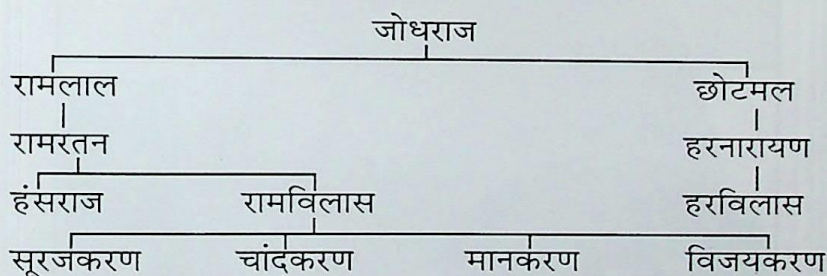 जोधराज
रामलाल छोटमल
रामरतन हरनारायण
हंसराज रामविलास हरविलास
सूरजकरण चांदकरण मानकरण विजयकरण